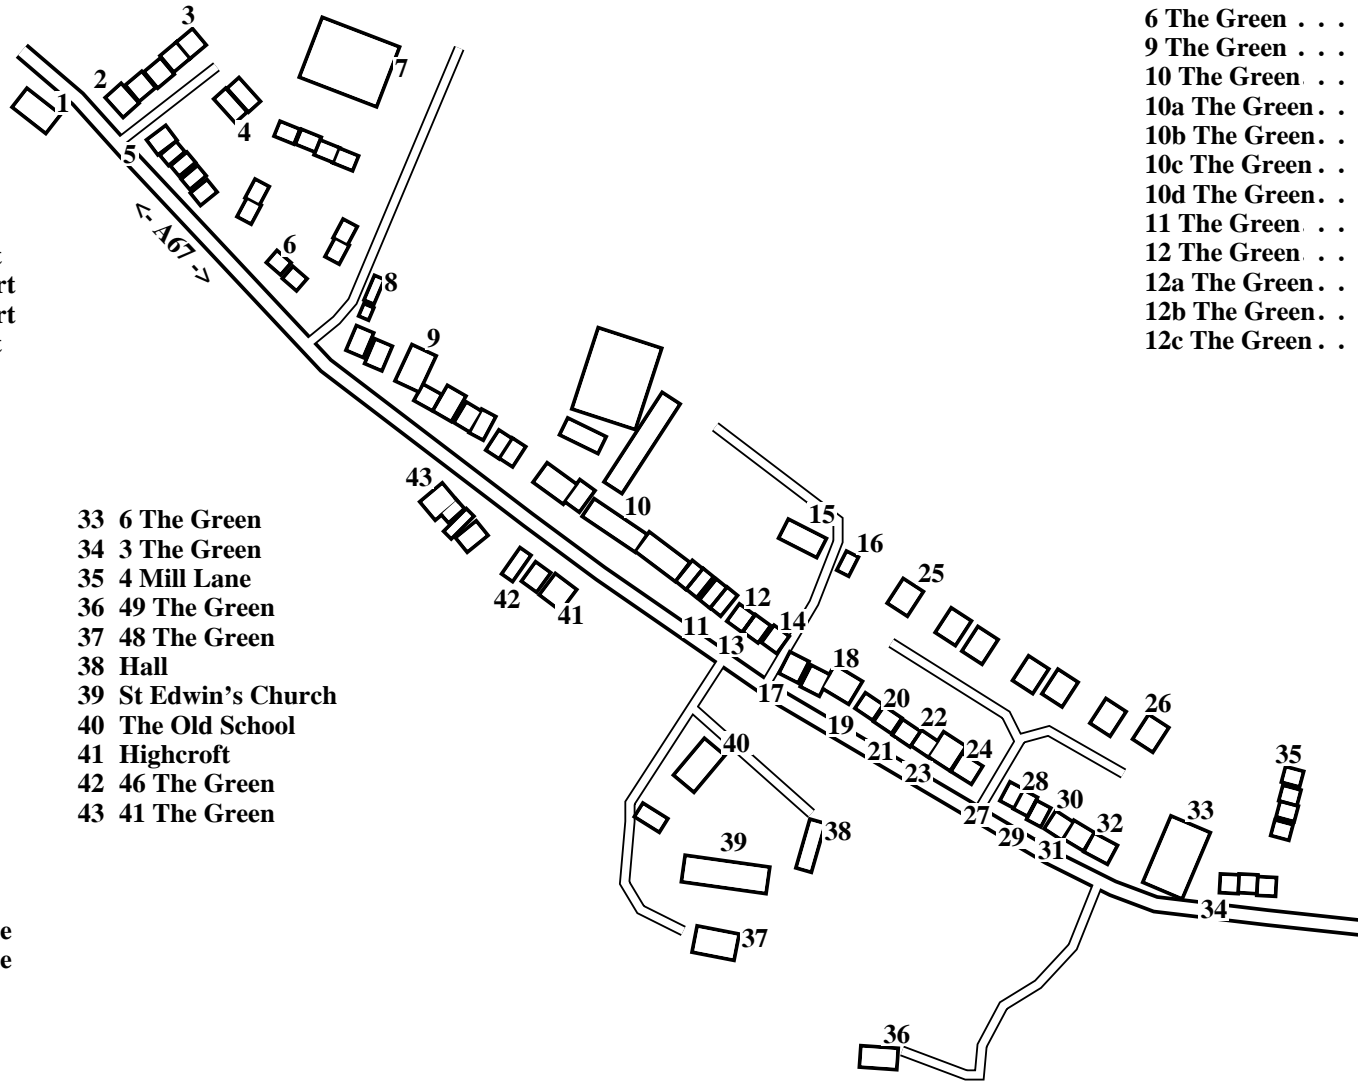 6 The Green . . .
9 The Green . . .
10 The Green. . .
10a The Green . .
10b The Green . .
10c The Green . .
10d The Green . .
11 The Green. . .
12 The Green. . .
12a The Green . .
12b The Green . .
12c The Green . .
3
2
7
1
4
5
<- A67 ->
6
t
rt
rt
t
8
9
43
10
15
16
25
42
41
12
11
14
13
18
17
20
19
22
21
24
23
26
40
28
27
30
29
32
31
33
35
34
38
39
37
36
33 6 The Green
34 3 The Green
35 4 Mill Lane
36 49 The Green
37 48 The Green
38 Hall
39 St Edwin's Church
40 The Old School
41 Highcroft
42 46 The Green
43 41 The Green
e
e